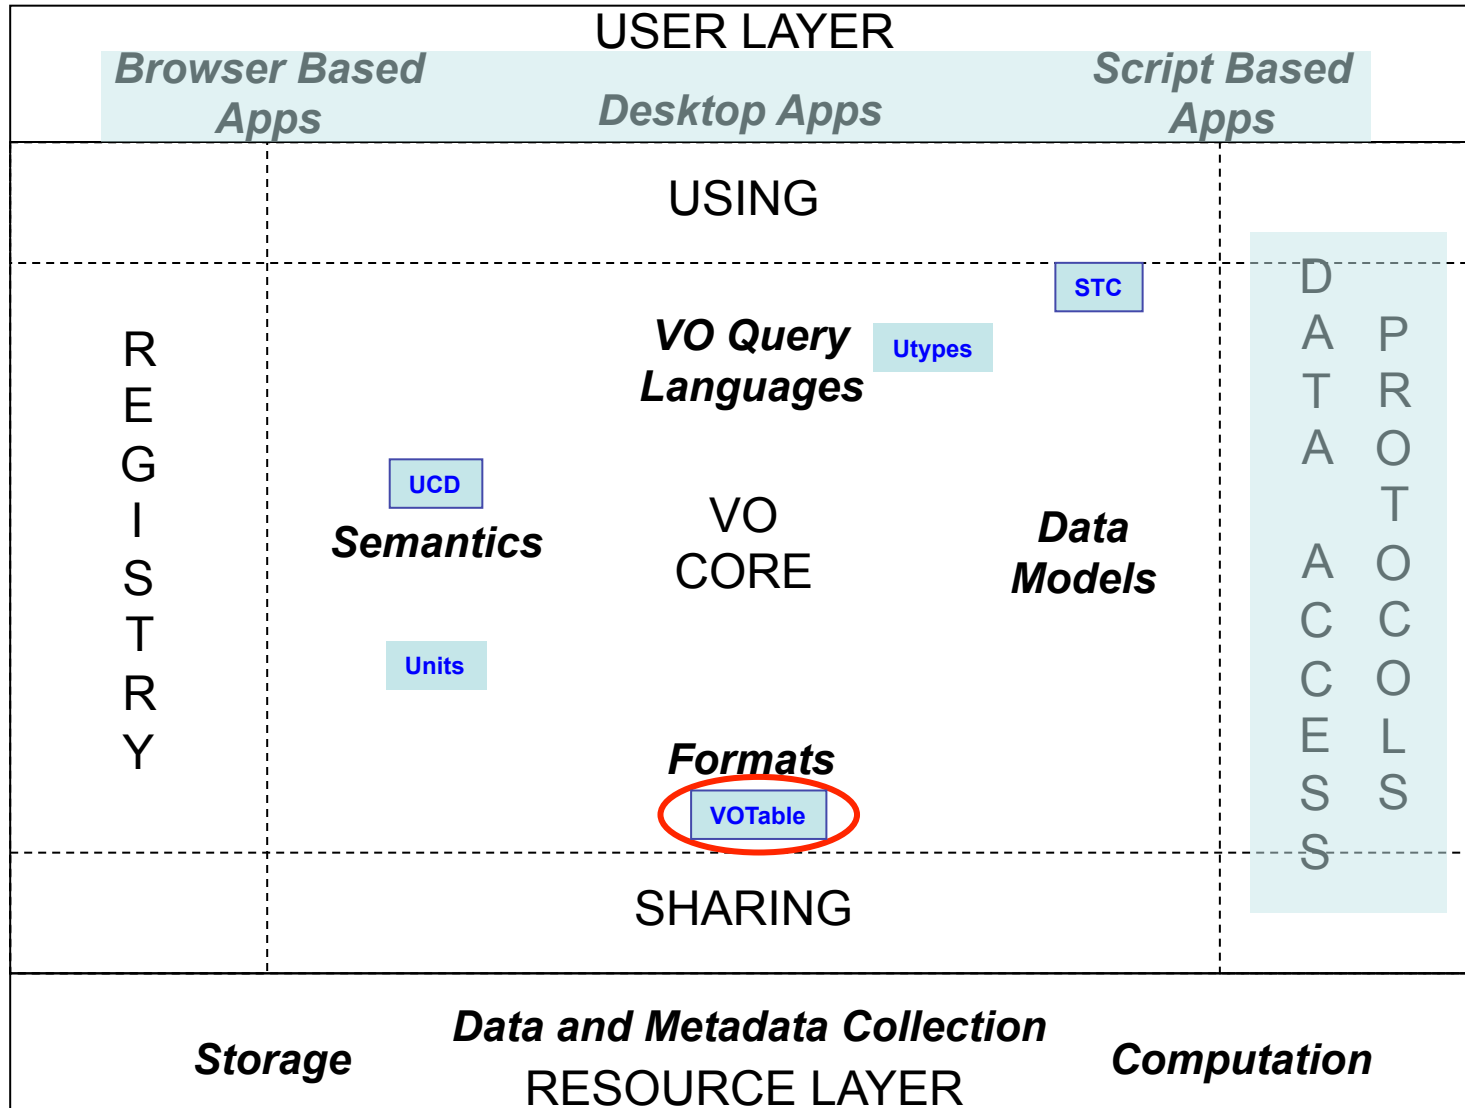 USER LAYER
Browser Based
Apps
Desktop Apps
Script Based
Apps
USING
REGISTRY
STC
VO Query
Languages
Utypes
UCD
Semantics
VO
CORE
Data
Models
Units
Formats
VOTable
DATA ACCESS
PROTOCOLS
SHARING
Storage
Data and Metadata Collection
Computation
RESOURCE LAYER